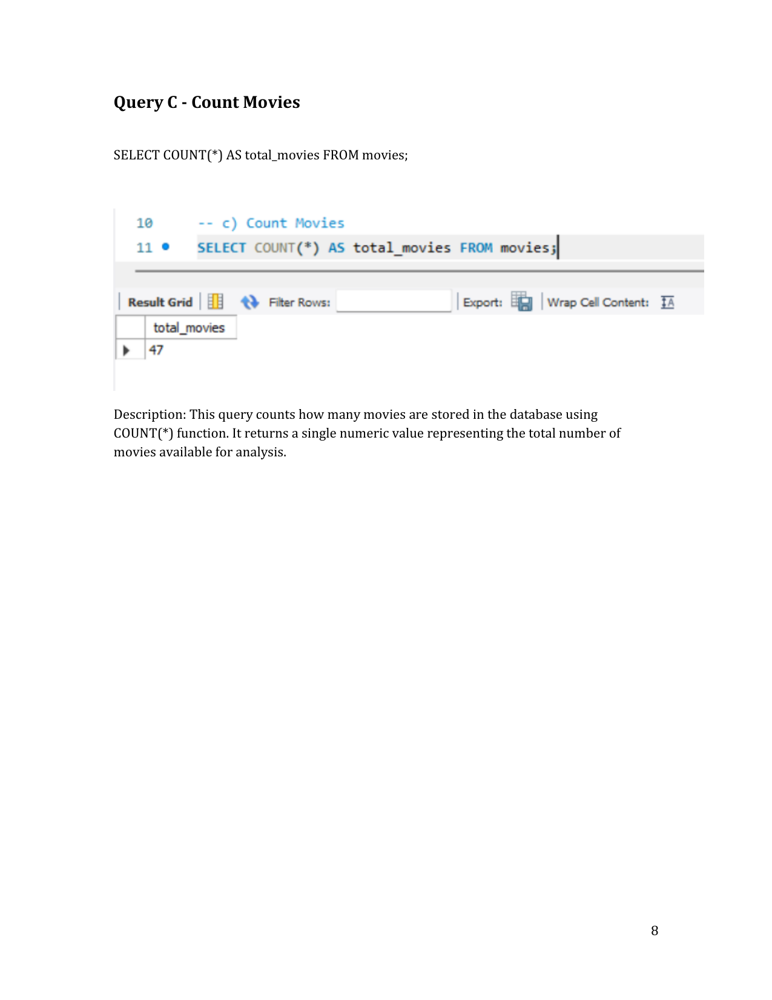 Query C - Count Movies
SELECT COUNT(*) AS total_movies FROM movies;
10 -- c) Count Movies
11 SELECT COUNT(*) AS total_movies FROM movies;
Result Grid Filter Rows: Export: Wrap Cell Content:
total_movies
47
Description: This query counts how many movies are stored in the database using
COUNT(*) function. It returns a single numeric value representing the total number of
movies available for analysis.
8